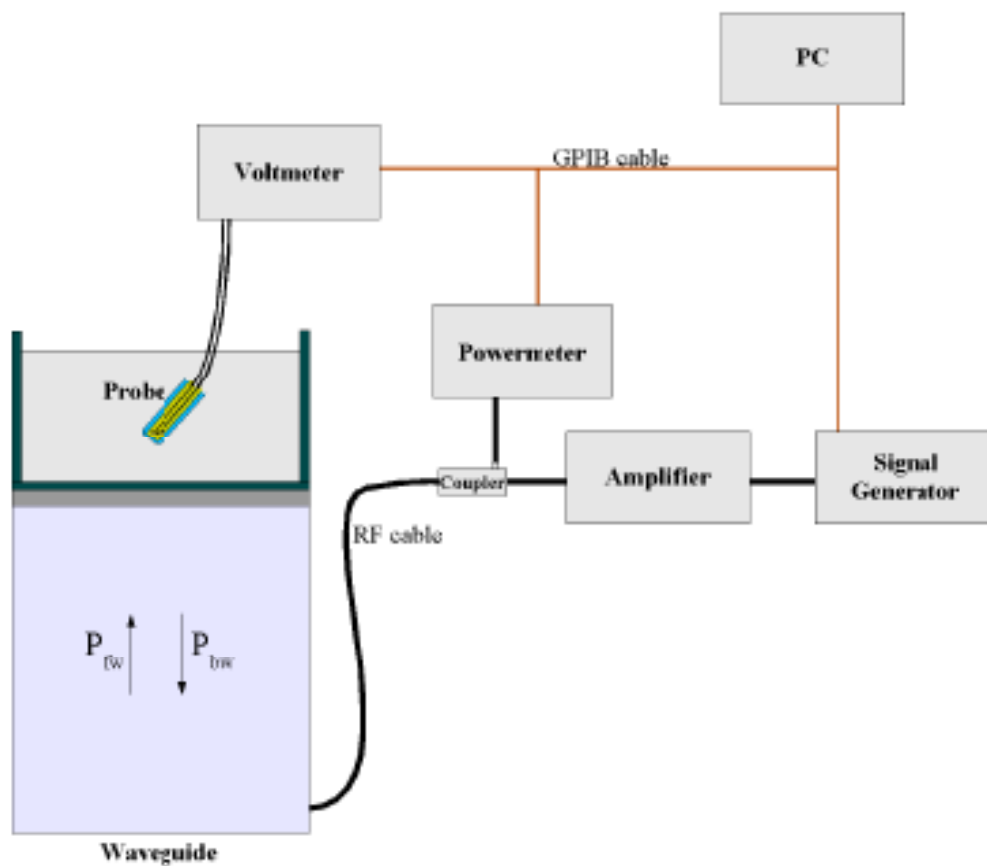 PC
GPIB cable
Voltmeter
Powermeter
Probe
Coupler
Amplifier
Signal
Generator
RF cable
P fw
P bw
Waveguide